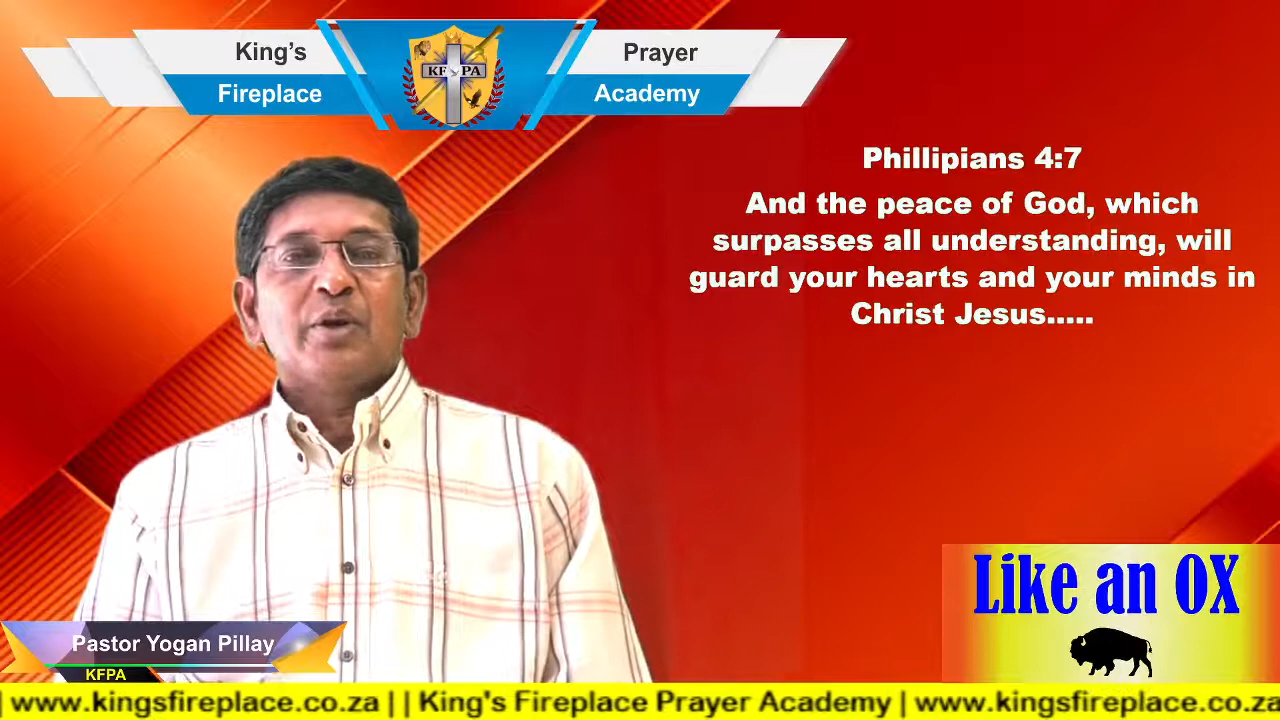 King's
Fireplace
KF PA
Prayer
Academy
Phillipians 4:7
And the peace of God, which
surpasses all understanding, will
guard your hearts and your minds in
Christ Jesus.....
Like an OX
Pastor Yogan Pillay
KFPA
| www.kingsfireplace.co.za | | King's Fireplace Prayer Academy | www.kingsfireplace.co.za